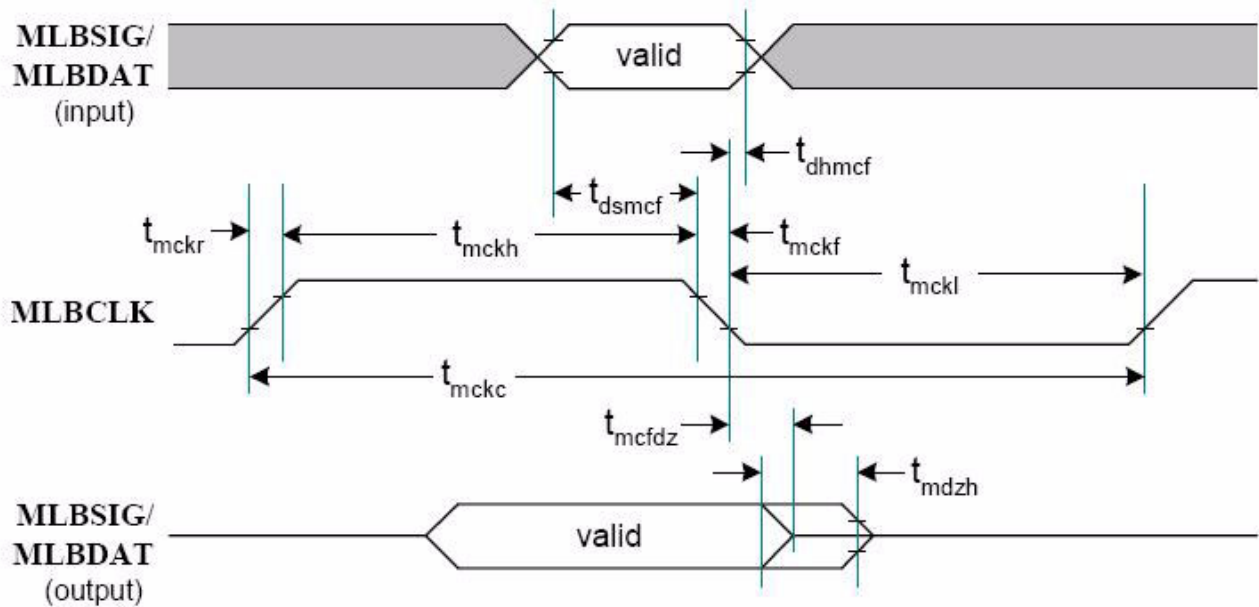 MLBSIG/
MLBDAT
(input)
valid
tdhmcf
tdsmcf
tmckr
tmckh
tmckf
tmckl
MLBCLK
tmckc
tmcfdz
tmdzh
MLBSIG/
MLBDAT
(output)
valid